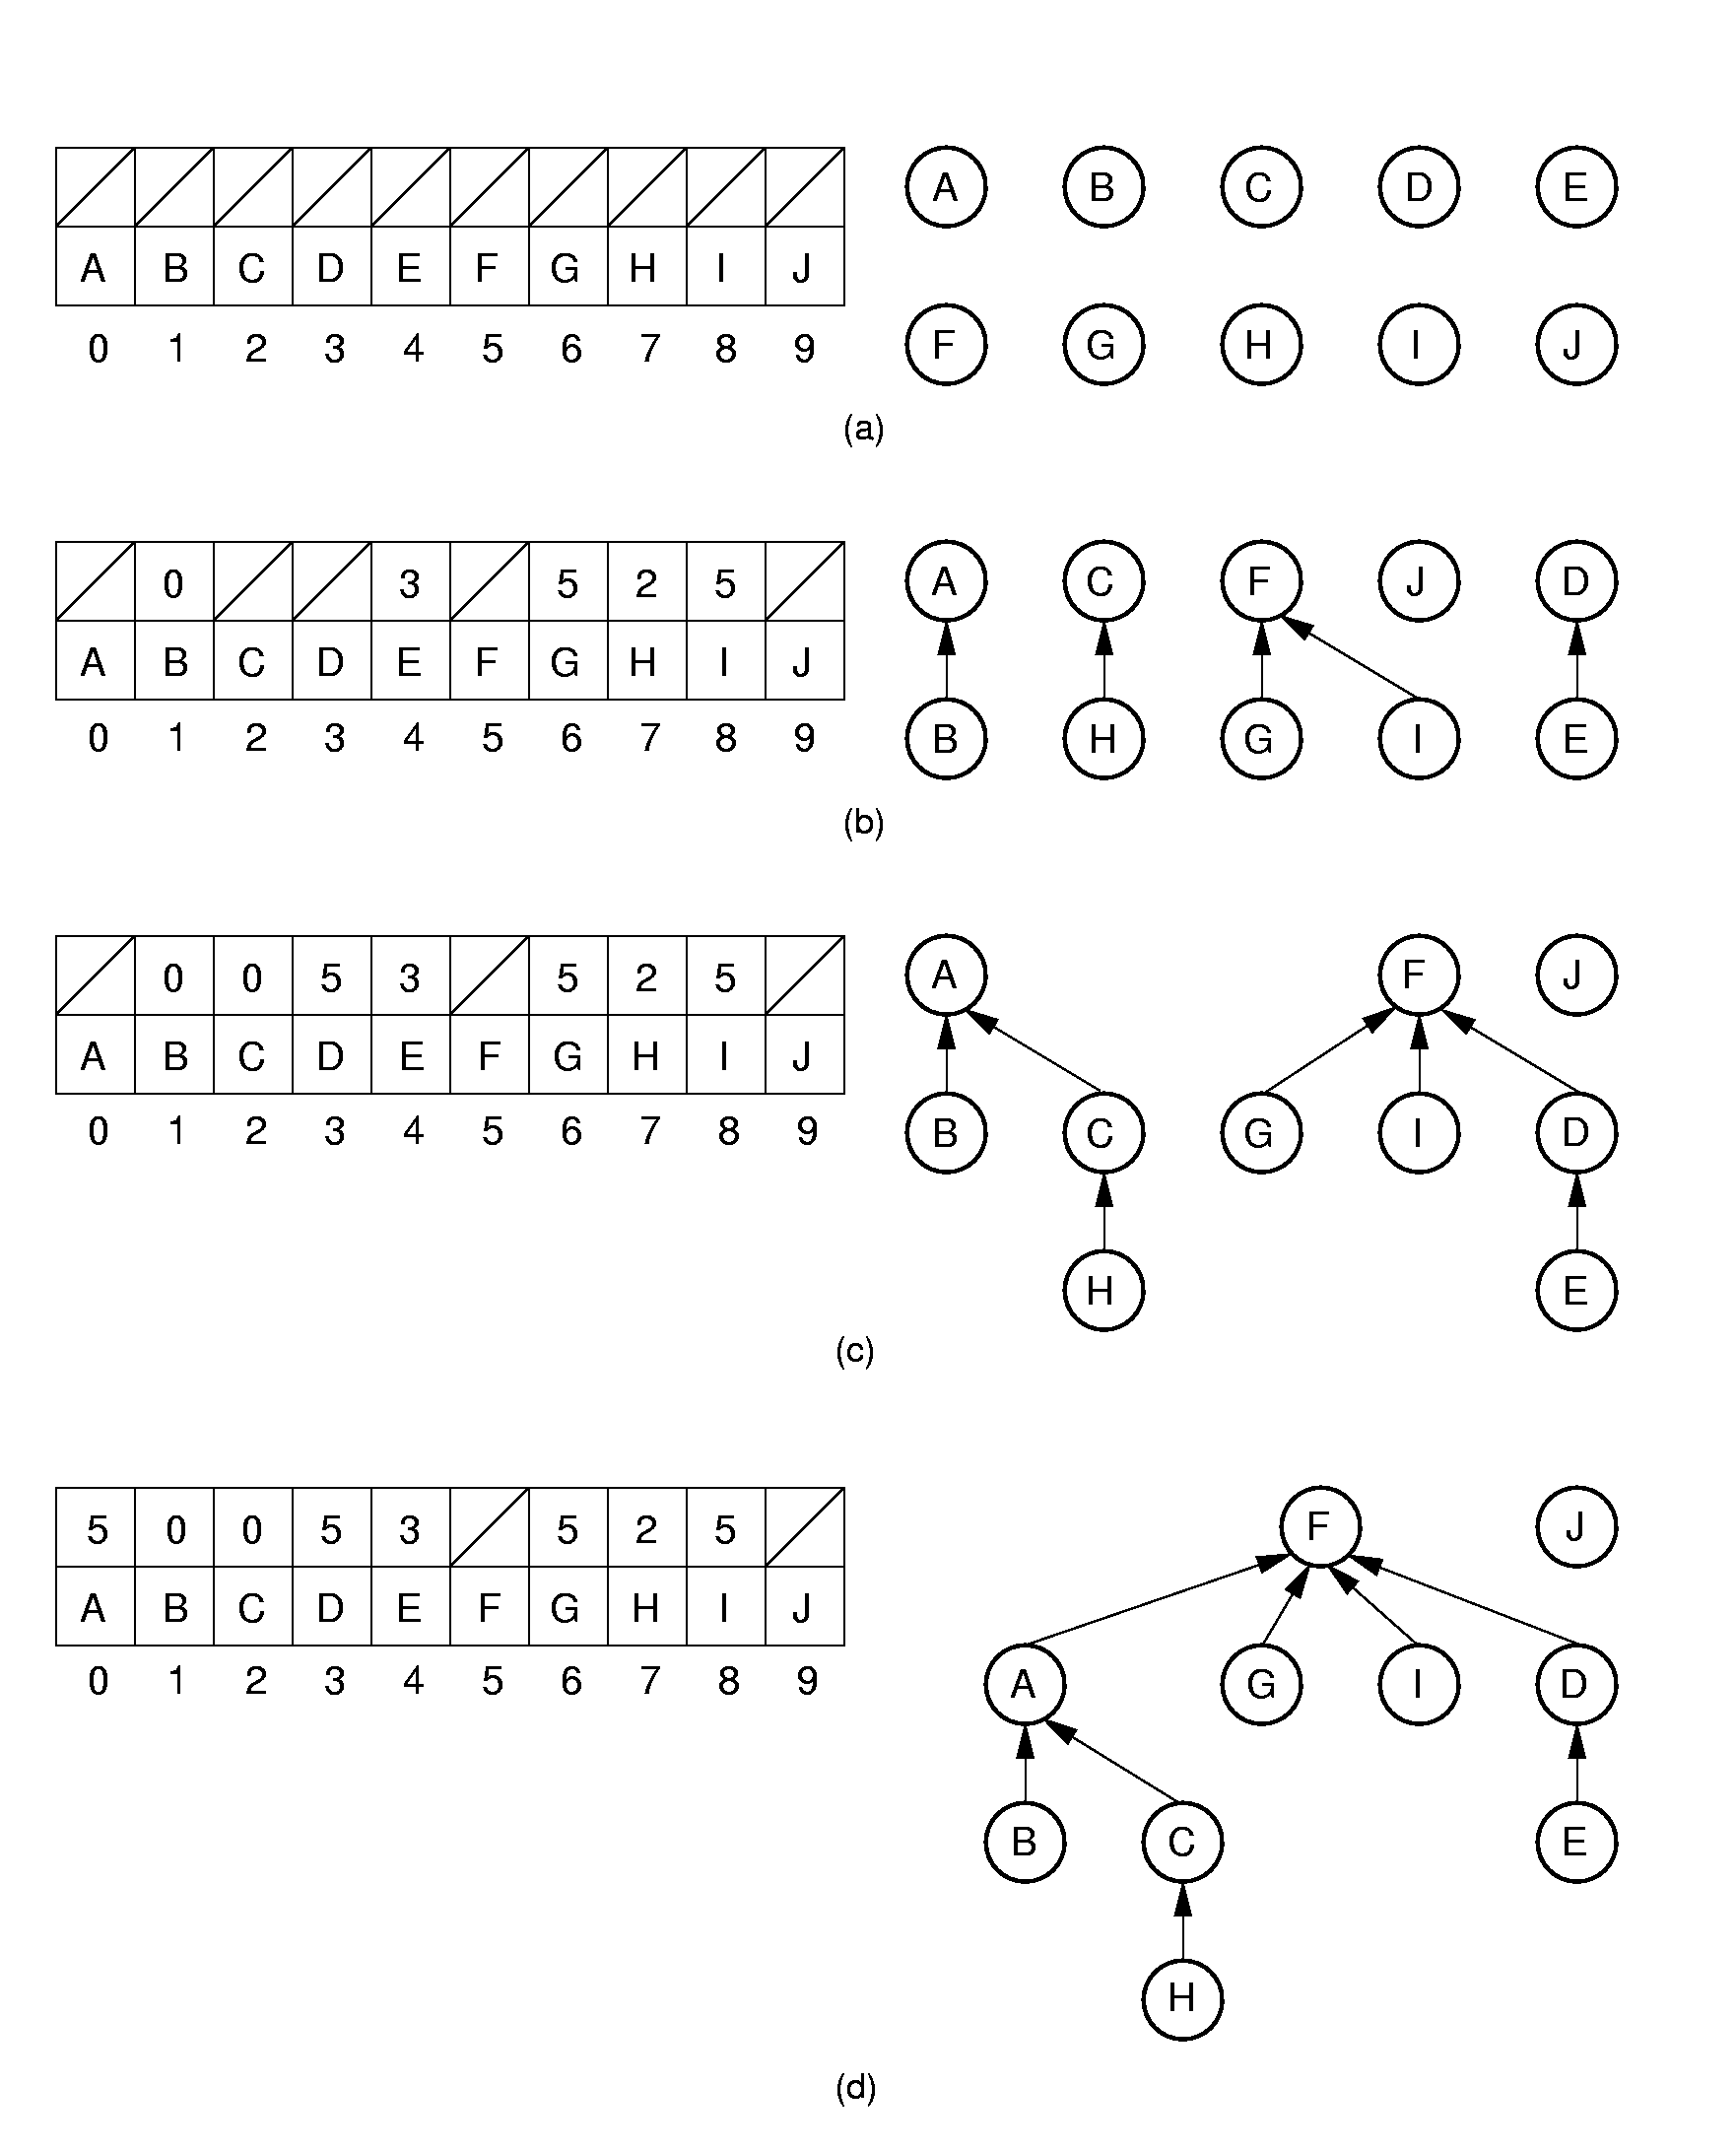 A B C D E
A B C D E F G H I J
0 1 2 3 4 5 6 7 8 9
F G H I J
(a)
0 3 5 2 5
A C F J D
A B C D E F G H I J
0 1 2 3 4 5 6 7 8 9
B H G I E
(b)
0 0 5 3 5 2 5
A F J
A B C D E F G H I J
0 1 2 3 4 5 6 7 8 9
B C G I D
H E
(c)
5 0 0 5 3 5 2 5
F J
A B C D E F G H I J
0 1 2 3 4 5 6 7 8 9
A G I D
B C E
H
(d)